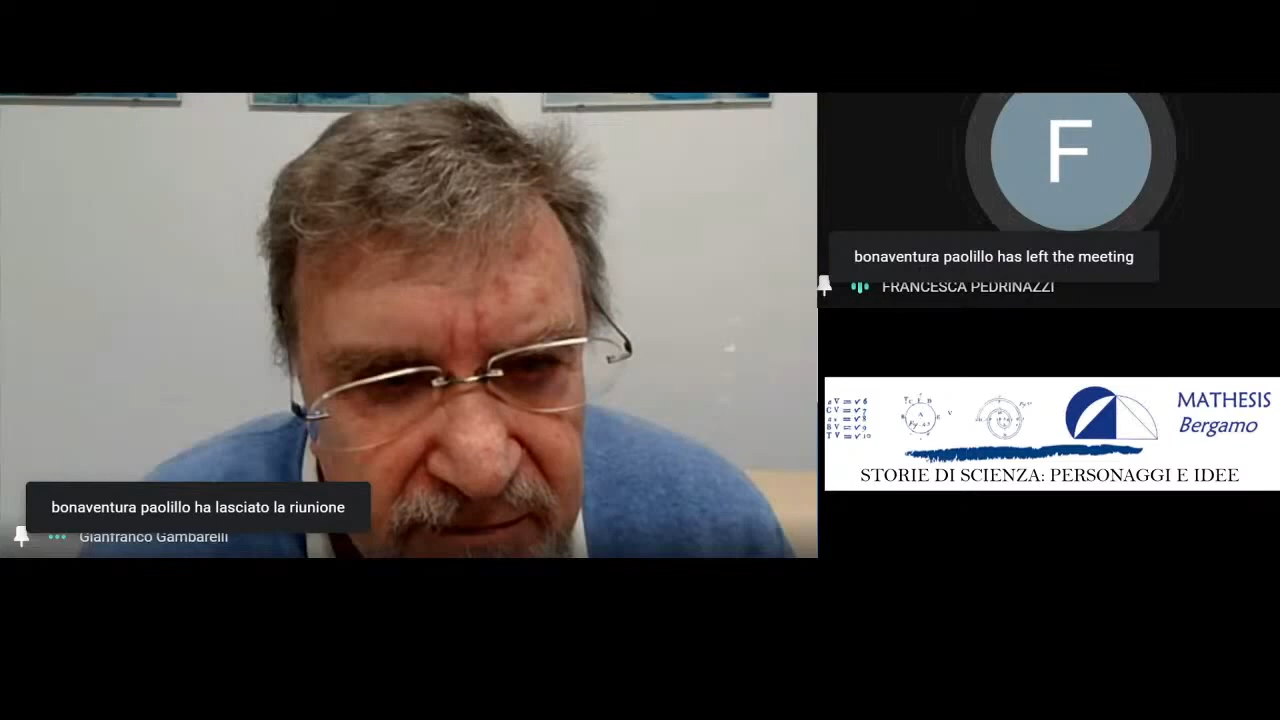 bonaventura paolillo ha lasciato la riunione
Gianfranco Gambarelli
F
bonaventura paolillo has left the meeting
FRANCESCA PEDRINAZZI
MATHESIS
Bergamo
STORIE DI SCIENZA: PERSONAGGI E IDEE